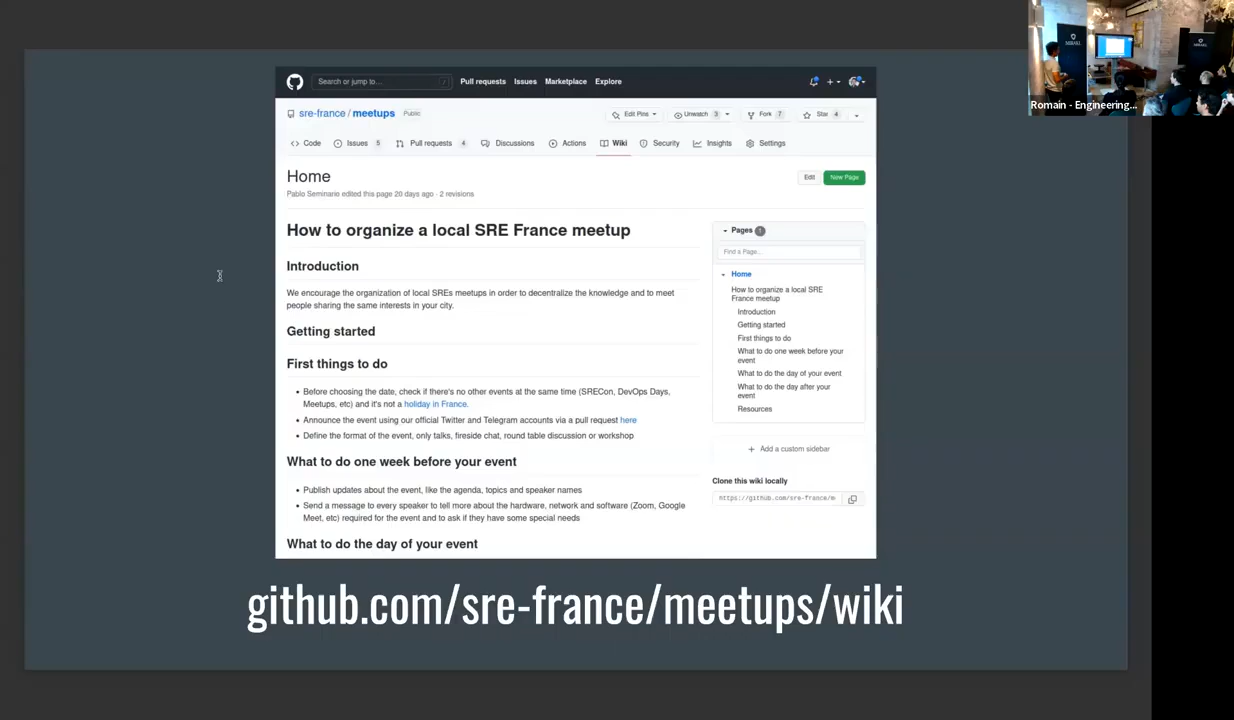 Search or jump to...
/
Pull requests
Issues
Marketplace
Explore
sre-france / meetups
Public
Edit Pins
Unwatch 3
Fork 7
Star 4
Code
Issues 5
Pull requests 4
Discussions
Actions
Wiki
Security
Insights
Settings
Home
Edit
New Page
Pablo Seminario edited this page 20 days ago · 2 revisions
How to organize a local SRE France meetup
Introduction
We encourage the organization of local SREs meetups in order to decentralize the knowledge and to meet
people sharing the same interests in your city.
Getting started
First things to do
• Before choosing the date, check if there's no other events at the same time (SRECon, DevOps Days,
Meetups, etc) and it's not a holiday in France.
• Announce the event using our official Twitter and Telegram accounts via a pull request here
• Define the format of the event, only talks, fireside chat, round table discussion or workshop
What to do one week before your event
• Publish updates about the event, like the agenda, topics and speaker names
• Send a message to every speaker to tell more about the hardware, network and software (Zoom, Google
Meet, etc) required for the event and to ask if they have some special needs
What to do the day of your event
Pages 1
Find a Page...
Home
How to organize a local SRE
France meetup
Introduction
Getting started
First things to do
What to do one week before your
event
What to do the day of your event
What to do the day after your
event
Resources
+ Add a custom sidebar
Clone this wiki locally
https://github.com/sre-france/m
github.com/sre-france/meetups/wiki
Romain - Engineering...